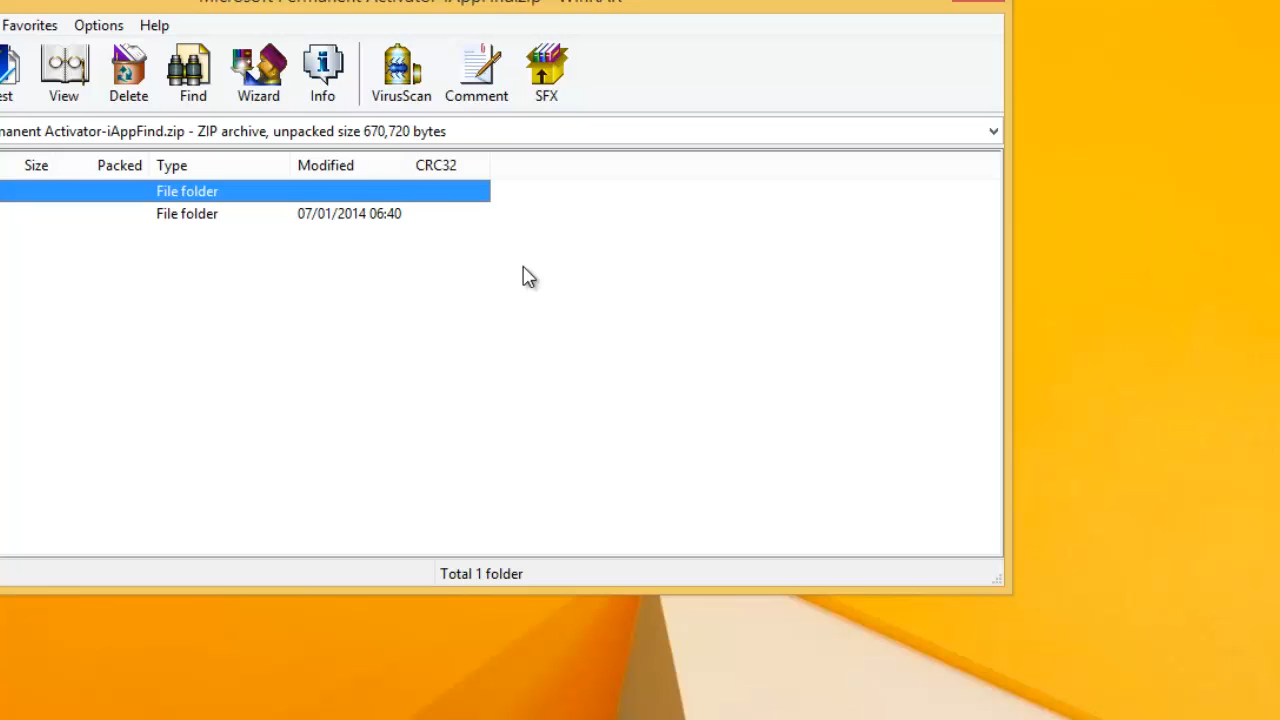 Microsoft Permanent Activator-iAppFind.zip - WinRAR
Favorites Options Help
est View Delete Find Wizard Info VirusScan Comment SFX
nanent Activator-iAppFind.zip - ZIP archive, unpacked size 670,720 bytes
Size Packed Type Modified CRC32
File folder
File folder 07/01/2014 06:40
Total 1 folder